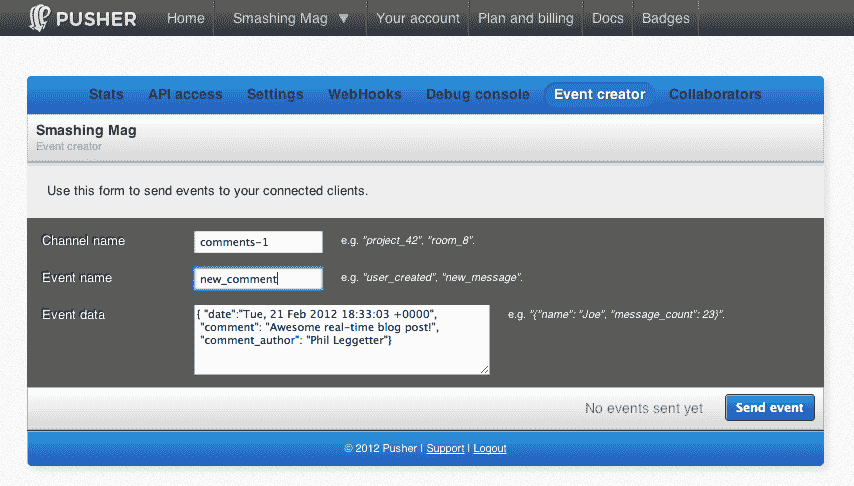 PUSHER Home Smashing Mag ▼ Your account Plan and billing Docs Badges
Stats API access Settings WebHooks Debug console Event creator Collaborators
Smashing Mag
Event creator
Use this form to send events to your connected clients.
Channel name comments-1 e.g. "project_42", "room_8".
Event name new_comment e.g. "user_created", "new_message".
Event data { "date":"Tue, 21 Feb 2012 18:33:03 +0000", e.g. "{"name": "Joe", "message_count": 23}".
"comment": "Awesome real-time blog post!",
"comment_author": "Phil Leggetter"}
No events sent yet Send event
© 2012 Pusher | Support | Logout